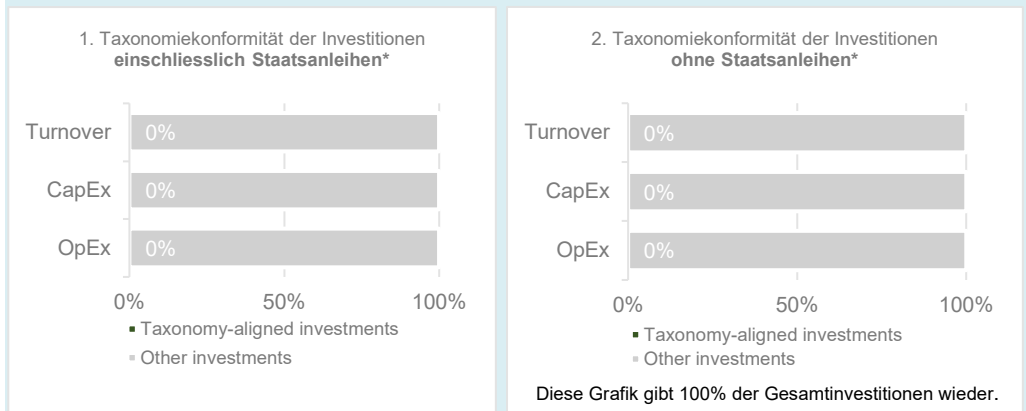 1. Taxonomiekonformität der Investitionen
einschliesslich Staatsanleihen*
Turnover 0%
CapEx 0%
OpEx 0%
0% 50% 100%
Taxonomy-aligned investments
Other investments
2. Taxonomiekonformität der Investitionen
ohne Staatsanleihen*
Turnover 0%
CapEx 0%
OpEx 0%
0% 50% 100%
Taxonomy-aligned investments
Other investments
Diese Grafik gibt 100% der Gesamtinvestitionen wieder.